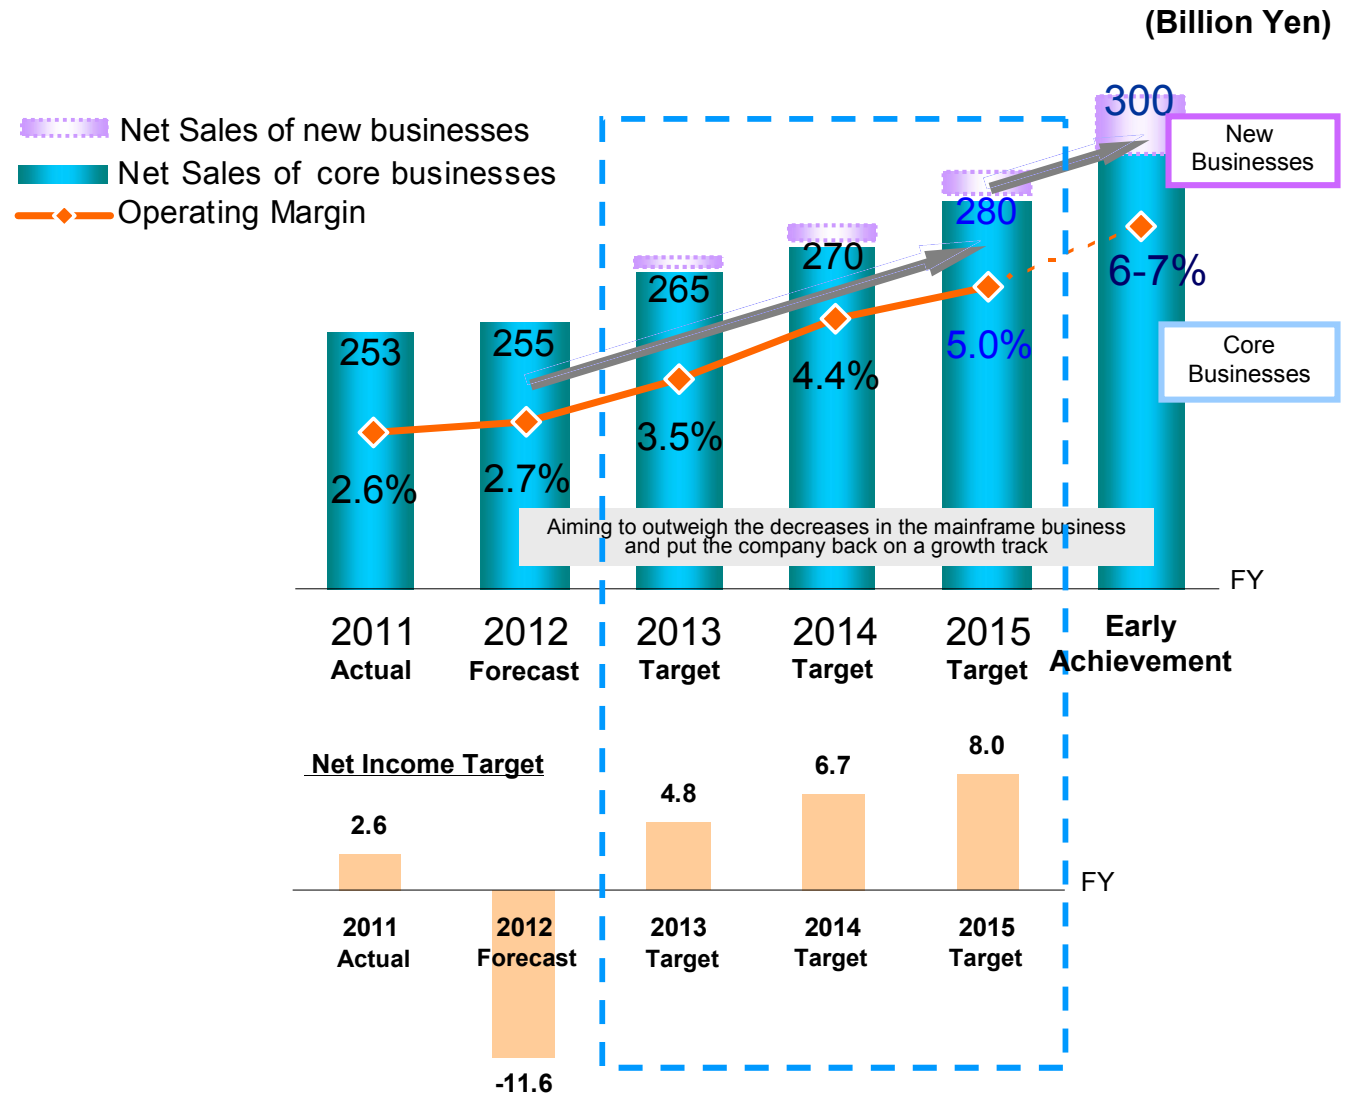 (Billion Yen)
Net Sales of new businesses
Net Sales of core businesses
Operating Margin
253
255
265
270
280
300
2.6%
2.7%
3.5%
4.4%
5.0%
6-7%
New
Businesses
Core
Businesses
Aiming to outweigh the decreases in the mainframe business
and put the company back on a growth track
FY
2011
Actual
2012
Forecast
2013
Target
2014
Target
2015
Target
Early
Achievement
Net Income Target
2.6
-11.6
4.8
6.7
8.0
FY
2011
Actual
2012
Forecast
2013
Target
2014
Target
2015
Target